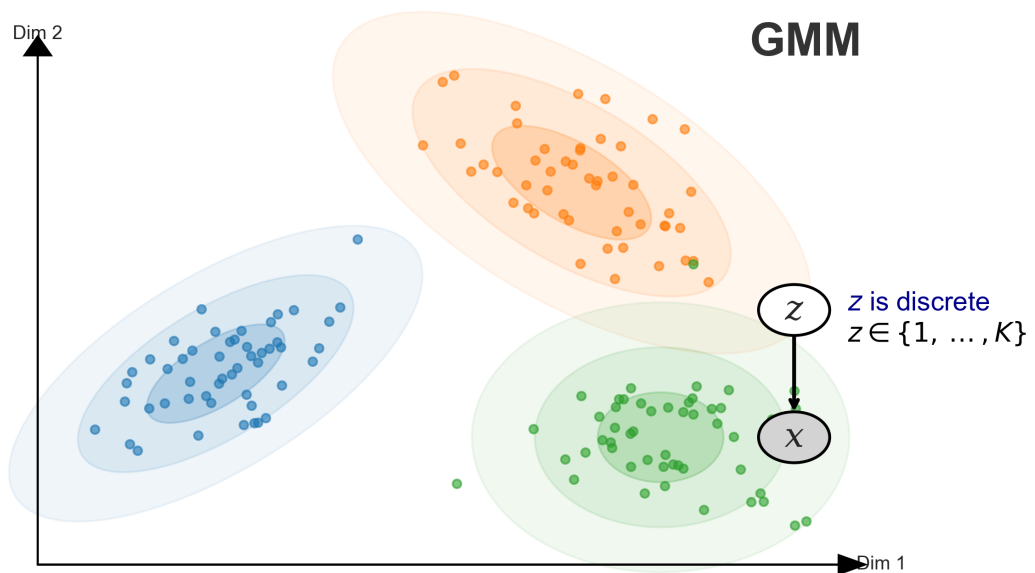 Dim 2
GMM
z
z is discrete
z ∈ {1, … , K}
x
Dim 1